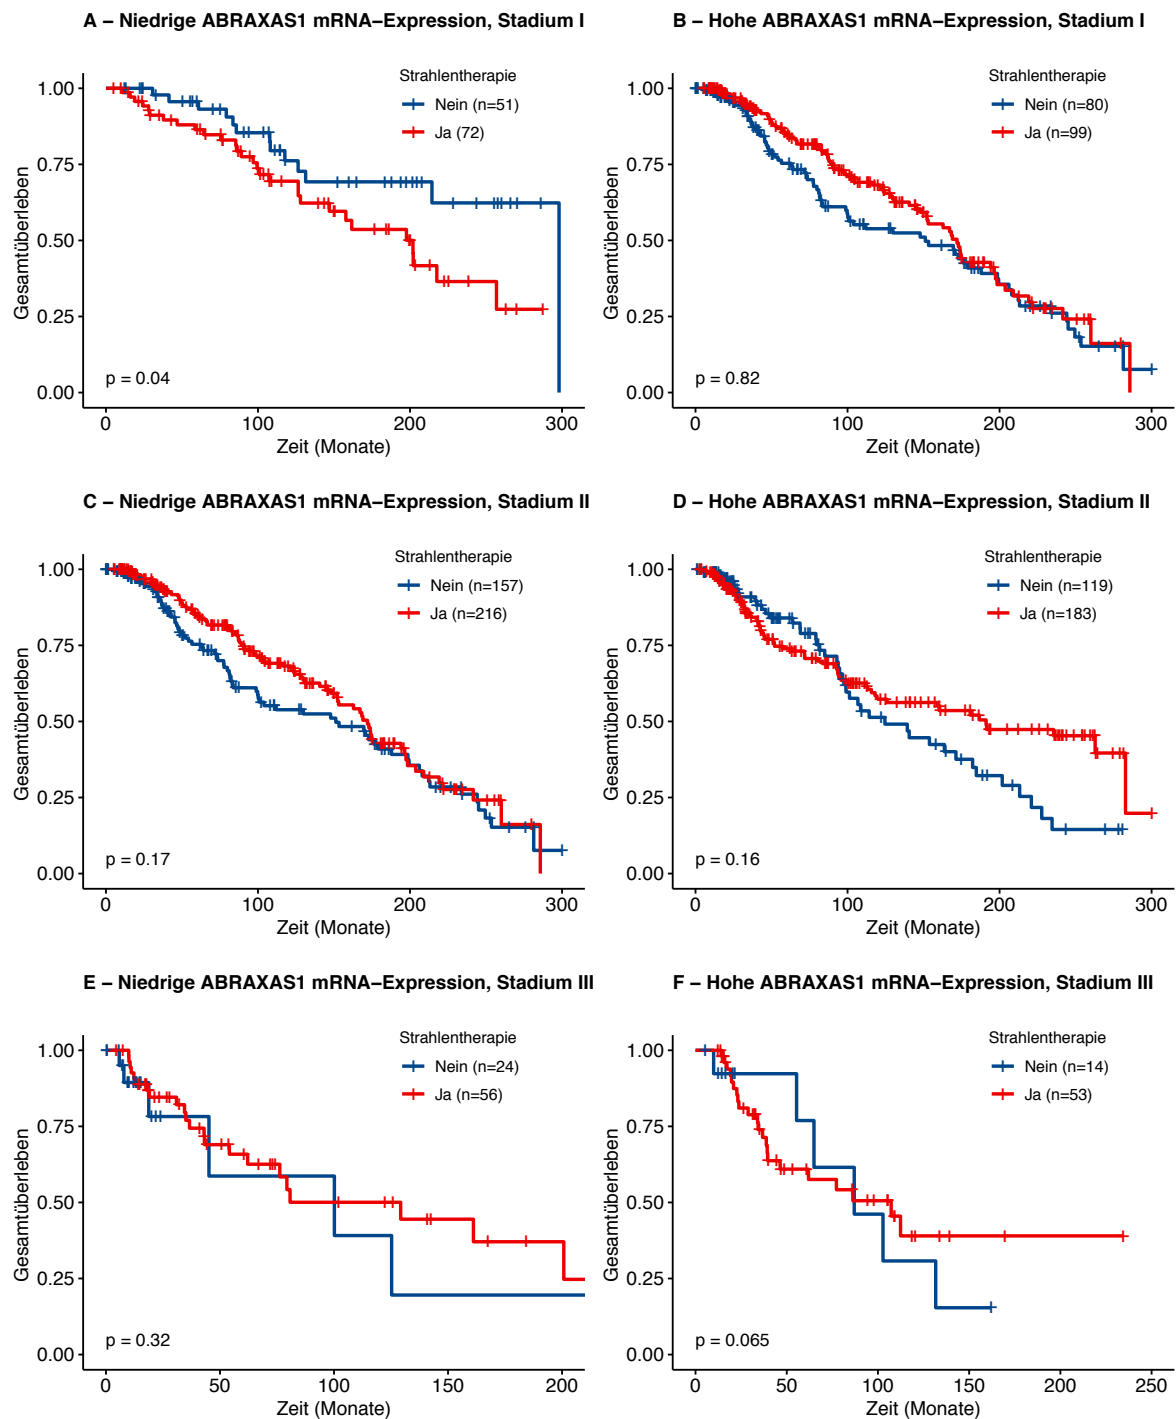 A – Niedrige ABRAXAS1 mRNA–Expression, Stadium I
Strahlentherapie
Nein (n=51)
Ja (72)
1.00
0.75
0.50
0.25
0.00
Gesamtüberleben
p = 0.04
0 100 200 300
Zeit (Monate)
B – Hohe ABRAXAS1 mRNA–Expression, Stadium I
Strahlentherapie
Nein (n=80)
Ja (n=99)
1.00
0.75
0.50
0.25
0.00
Gesamtüberleben
p = 0.82
0 100 200 300
Zeit (Monate)
C – Niedrige ABRAXAS1 mRNA–Expression, Stadium II
Strahlentherapie
Nein (n=157)
Ja (n=216)
1.00
0.75
0.50
0.25
0.00
Gesamtüberleben
p = 0.17
0 100 200 300
Zeit (Monate)
D – Hohe ABRAXAS1 mRNA–Expression, Stadium II
Strahlentherapie
Nein (n=119)
Ja (n=183)
1.00
0.75
0.50
0.25
0.00
Gesamtüberleben
p = 0.16
0 100 200 300
Zeit (Monate)
E – Niedrige ABRAXAS1 mRNA–Expression, Stadium III
Strahlentherapie
Nein (n=24)
Ja (n=56)
1.00
0.75
0.50
0.25
0.00
Gesamtüberleben
p = 0.32
0 50 100 150 200
Zeit (Monate)
F – Hohe ABRAXAS1 mRNA–Expression, Stadium III
Strahlentherapie
Nein (n=14)
Ja (n=53)
1.00
0.75
0.50
0.25
0.00
Gesamtüberleben
p = 0.065
0 50 100 150 200 250
Zeit (Monate)